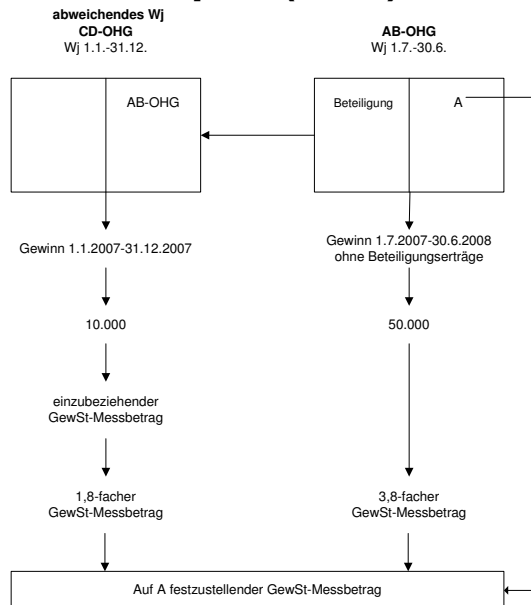 abweichendes Wj
CD-OHG
Wj 1.1.-31.12.
AB-OHG
Wj 1.7.-30.6.
AB-OHG
Beteiligung
A
Gewinn 1.1.2007-31.12.2007
Gewinn 1.7.2007-30.6.2008
ohne Beteiligungserträge
10.000
50.000
einzubeziehender
GewSt-Messbetrag
1,8-facher
GewSt-Messbetrag
3,8-facher
GewSt-Messbetrag
Auf A festzustellender GewSt-Messbetrag